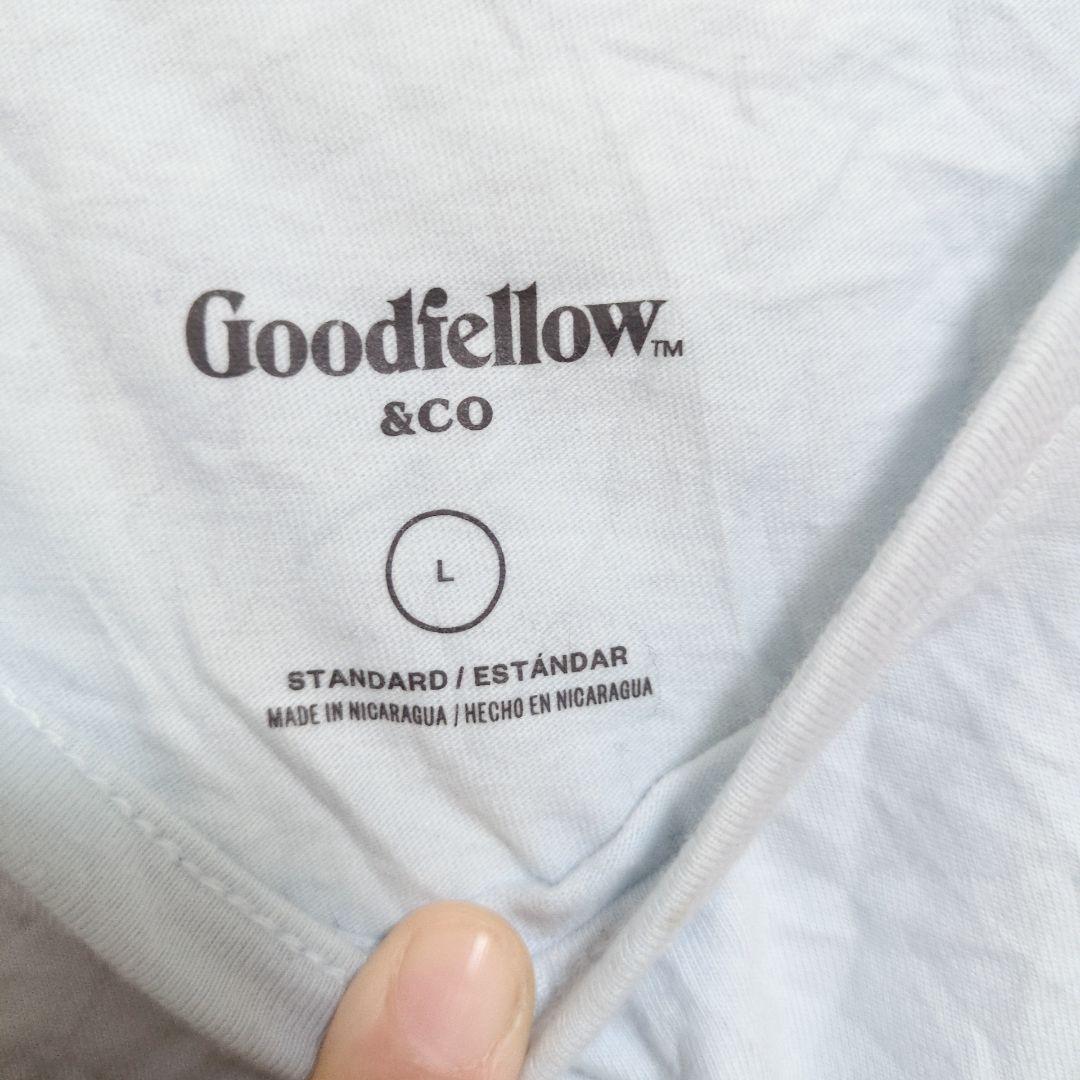 Goodfellow™
&CO
L
STANDARD / ESTÁNDAR
MADE IN NICARAGUA / HECHO EN NICARAGUA